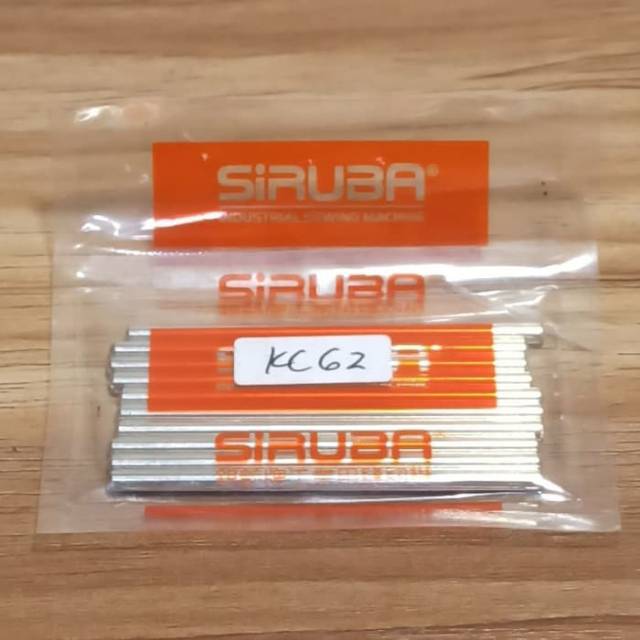 SiRUBA®
INDUSTRIAL SEWING MACHINE
SiRUBA
KC62
SiRUBA